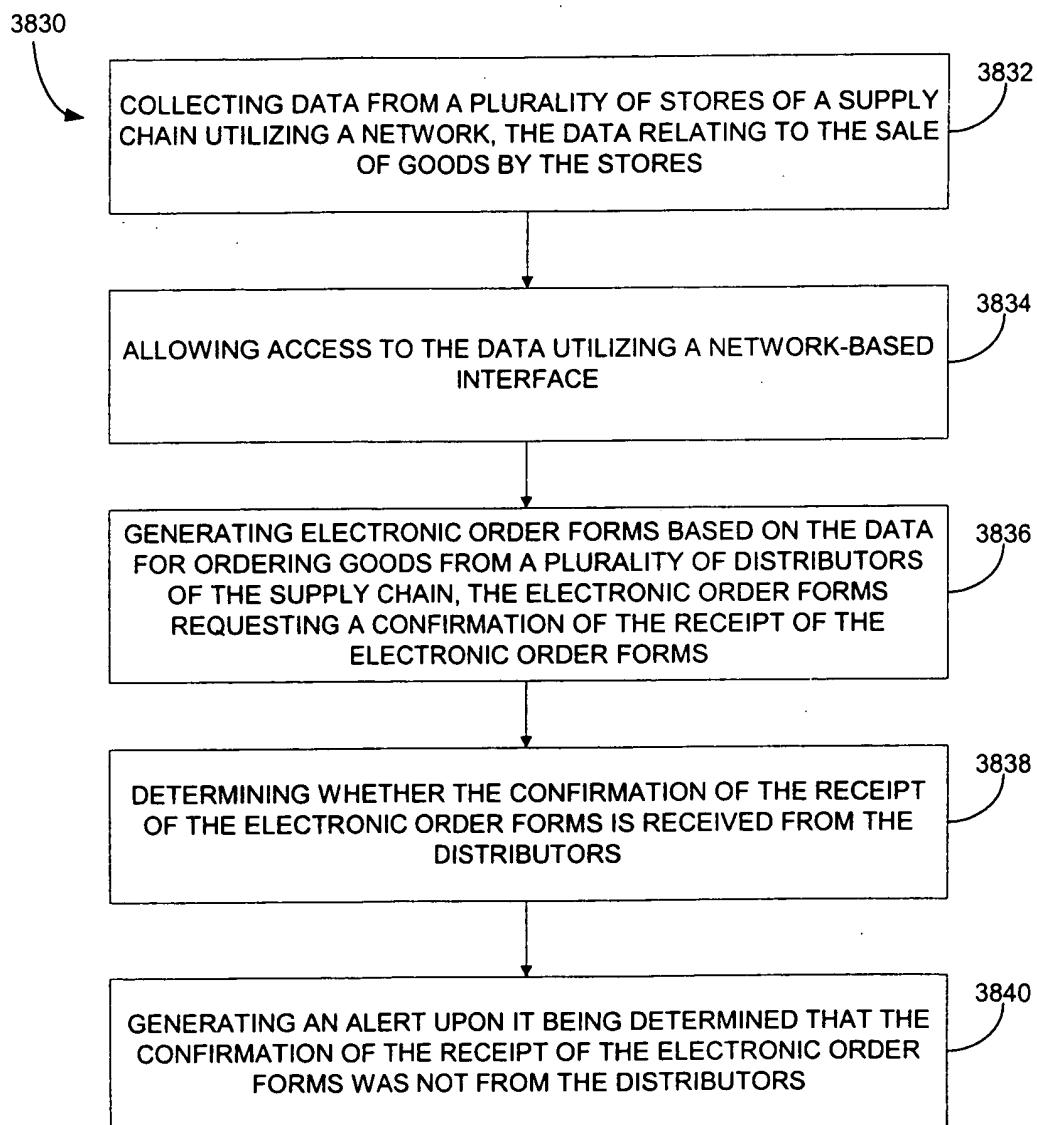 3830
3832
COLLECTING DATA FROM A PLURALITY OF STORES OF A SUPPLY
CHAIN UTILIZING A NETWORK, THE DATA RELATING TO THE SALE
OF GOODS BY THE STORES
3834
ALLOWING ACCESS TO THE DATA UTILIZING A NETWORK-BASED
INTERFACE
3836
GENERATING ELECTRONIC ORDER FORMS BASED ON THE DATA
FOR ORDERING GOODS FROM A PLURALITY OF DISTRIBUTORS
OF THE SUPPLY CHAIN, THE ELECTRONIC ORDER FORMS
REQUESTING A CONFIRMATION OF THE RECEIPT OF THE
ELECTRONIC ORDER FORMS
3838
DETERMINING WHETHER THE CONFIRMATION OF THE RECEIPT
OF THE ELECTRONIC ORDER FORMS IS RECEIVED FROM THE
DISTRIBUTORS
3840
GENERATING AN ALERT UPON IT BEING DETERMINED THAT THE
CONFIRMATION OF THE RECEIPT OF THE ELECTRONIC ORDER
FORMS WAS NOT FROM THE DISTRIBUTORS